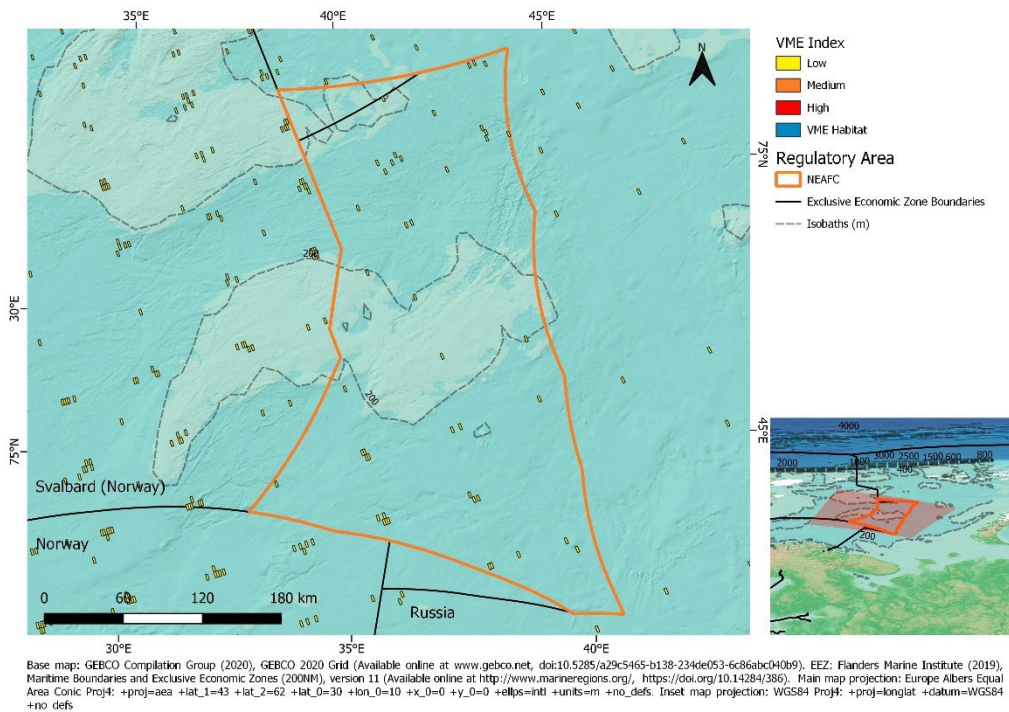 35°E
40°E
45°E
N
75°N
200
30°E
200
45°E
75°N
Svalbard (Norway)
Norway
Russia
0 60 120 180 km
30°E
35°E
40°E
VME Index
Low
Medium
High
VME Habitat
Regulatory Area
NEAFC
Exclusive Economic Zone Boundaries
Isobaths (m)
4000
2000
3000 2500 1500 600 800
400
200
Base map: GEBCO Compilation Group (2020), GEBCO 2020 Grid (Available online at www.gebco.net, doi:10.5285/a29c5465-b138-234de053-6c86abc040b9). EEZ: Flanders Marine Institute (2019),
Maritime Boundaries and Exclusive Economic Zones (200NM), version 11 (Available online at http://www.marineregions.org/, https://doi.org/10.14284/386). Main map projection: Europe Albers Equal
Area Conic Proj4: +proj=aea +lat_1=43 +lat_2=62 +lat_0=30 +lon_0=10 +x_0=0 +y_0=0 +ellps=intl +units=m +no_defs. Inset map projection: WGS84 Proj4: +proj=longlat +datum=WGS84
+no_defs